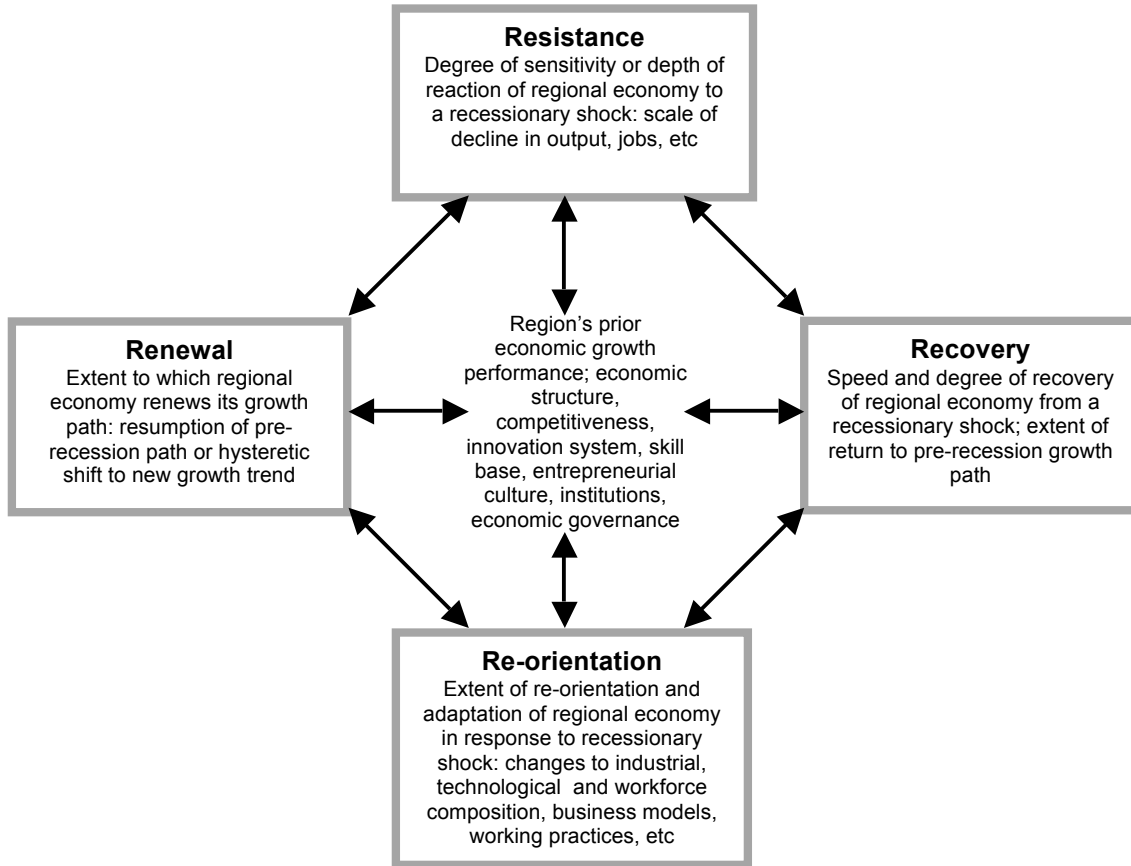 Resistance
Degree of sensitivity or depth of
reaction of regional economy to
a recessionary shock: scale of
decline in output, jobs, etc
Renewal
Extent to which regional
economy renews its growth
path: resumption of pre-
recession path or hysteretic
shift to new growth trend
Region’s prior
economic growth
performance; economic
structure,
competitiveness,
innovation system, skill
base, entrepreneurial
culture, institutions,
economic governance
Recovery
Speed and degree of recovery
of regional economy from a
recessionary shock; extent of
return to pre-recession growth
path
Re-orientation
Extent of re-orientation and
adaptation of regional economy
in response to recessionary
shock: changes to industrial,
technological and workforce
composition, business models,
working practices, etc